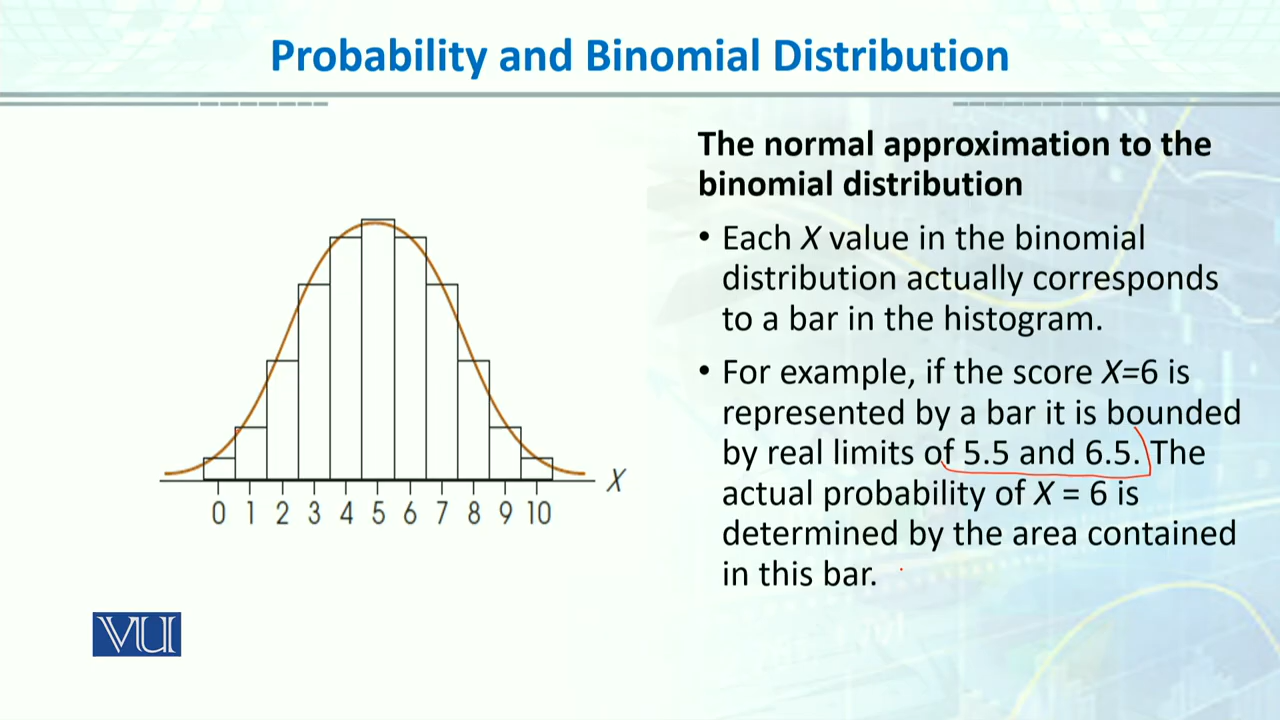 Probability and Binomial Distribution
The normal approximation to the
binomial distribution
• Each X value in the binomial
distribution actually corresponds
to a bar in the histogram.
• For example, if the score X=6 is
represented by a bar it is bounded
by real limits of 5.5 and 6.5. The
actual probability of X = 6 is
determined by the area contained
in this bar.
X
0 1 2 3 4 5 6 7 8 9 10
VU